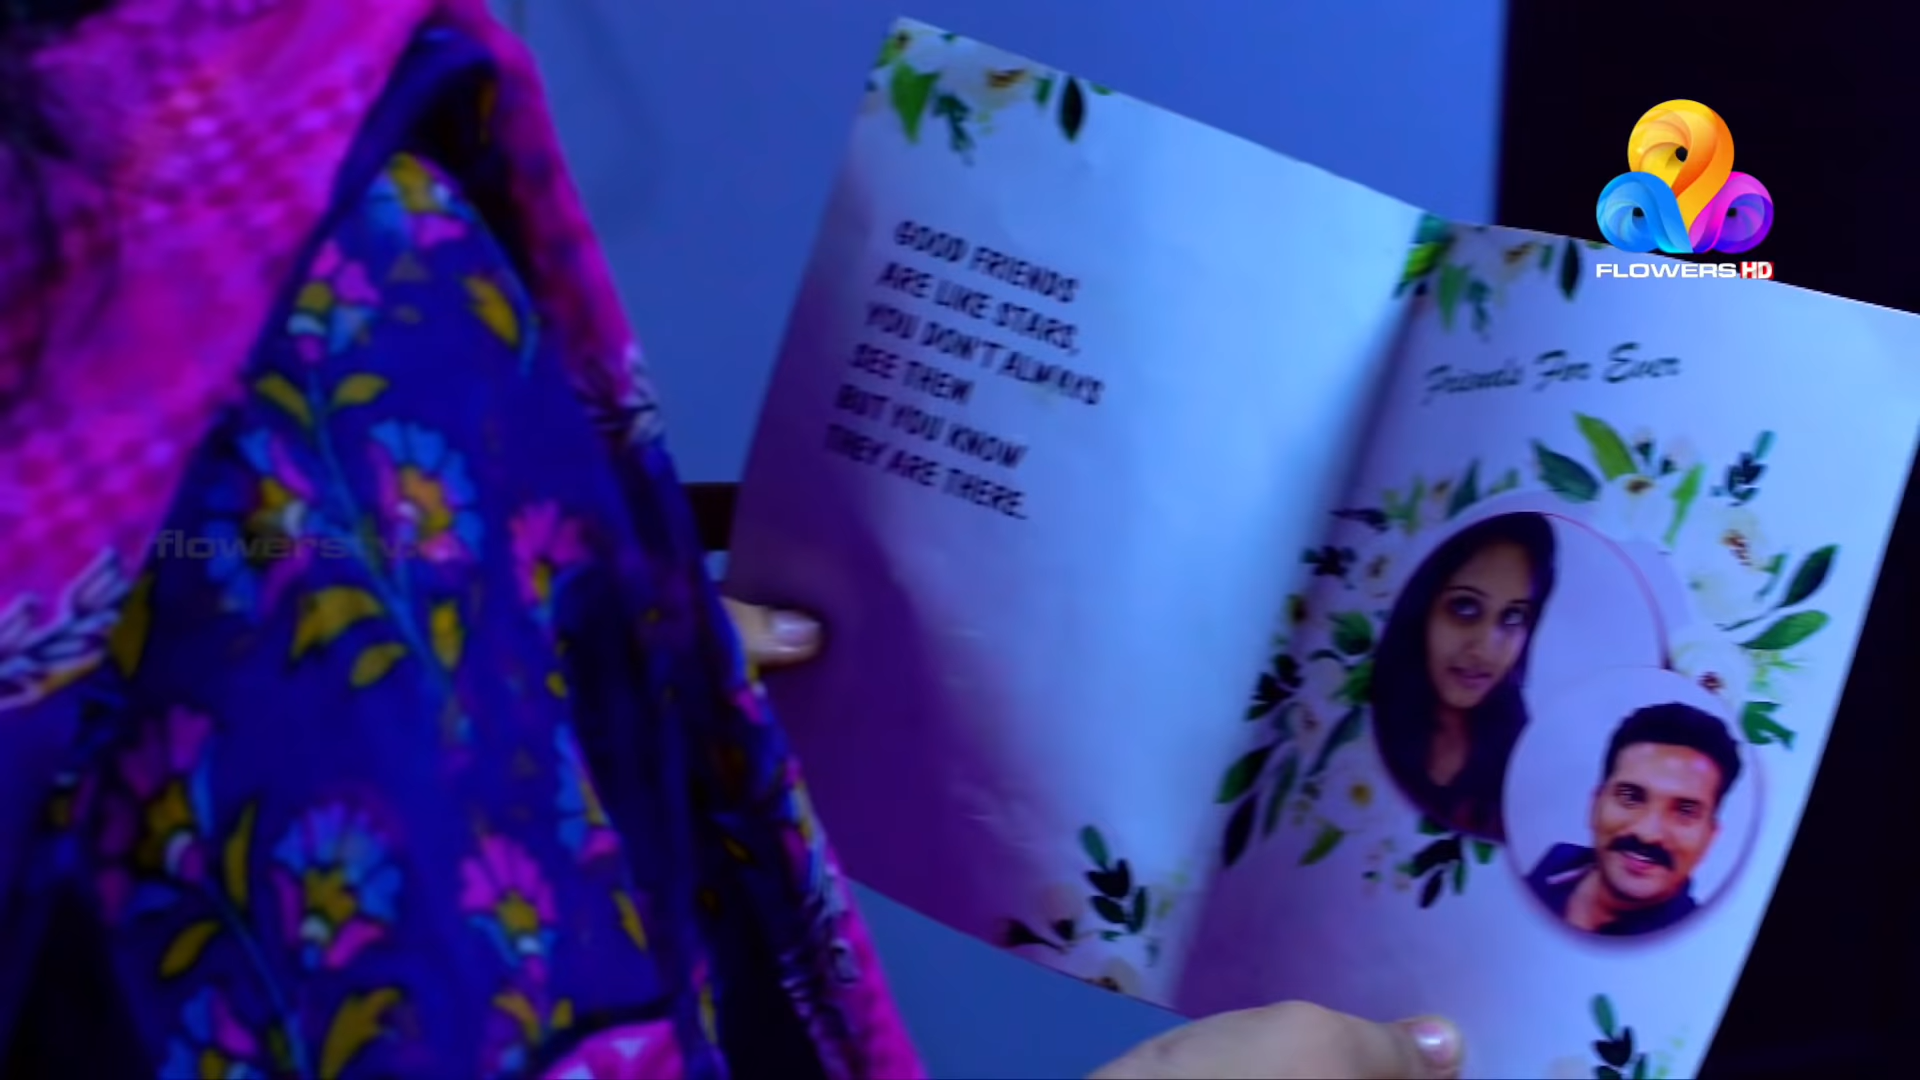 GOOD FRIENDS
ARE LIKE STARS,
YOU DON'T ALWAYS
SEE THEM
BUT YOU KNOW
THEY ARE THERE.
Friends For Ever
FLOWERS HD
flowerstv